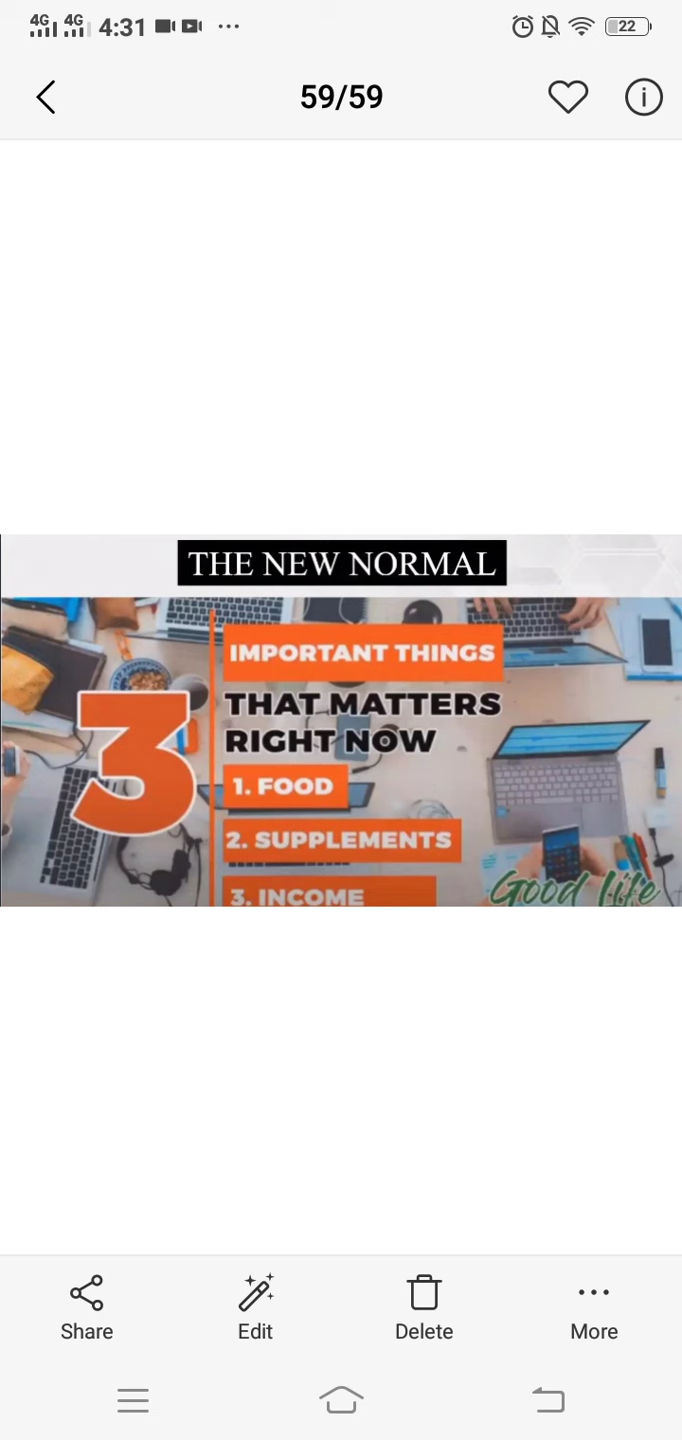 4G 4G 4:31 ... 22
59/59
THE NEW NORMAL
3
IMPORTANT THINGS
THAT MATTERS
RIGHT NOW
1. FOOD
2. SUPPLEMENTS
3. INCOME
Good Life
Share Edit Delete More